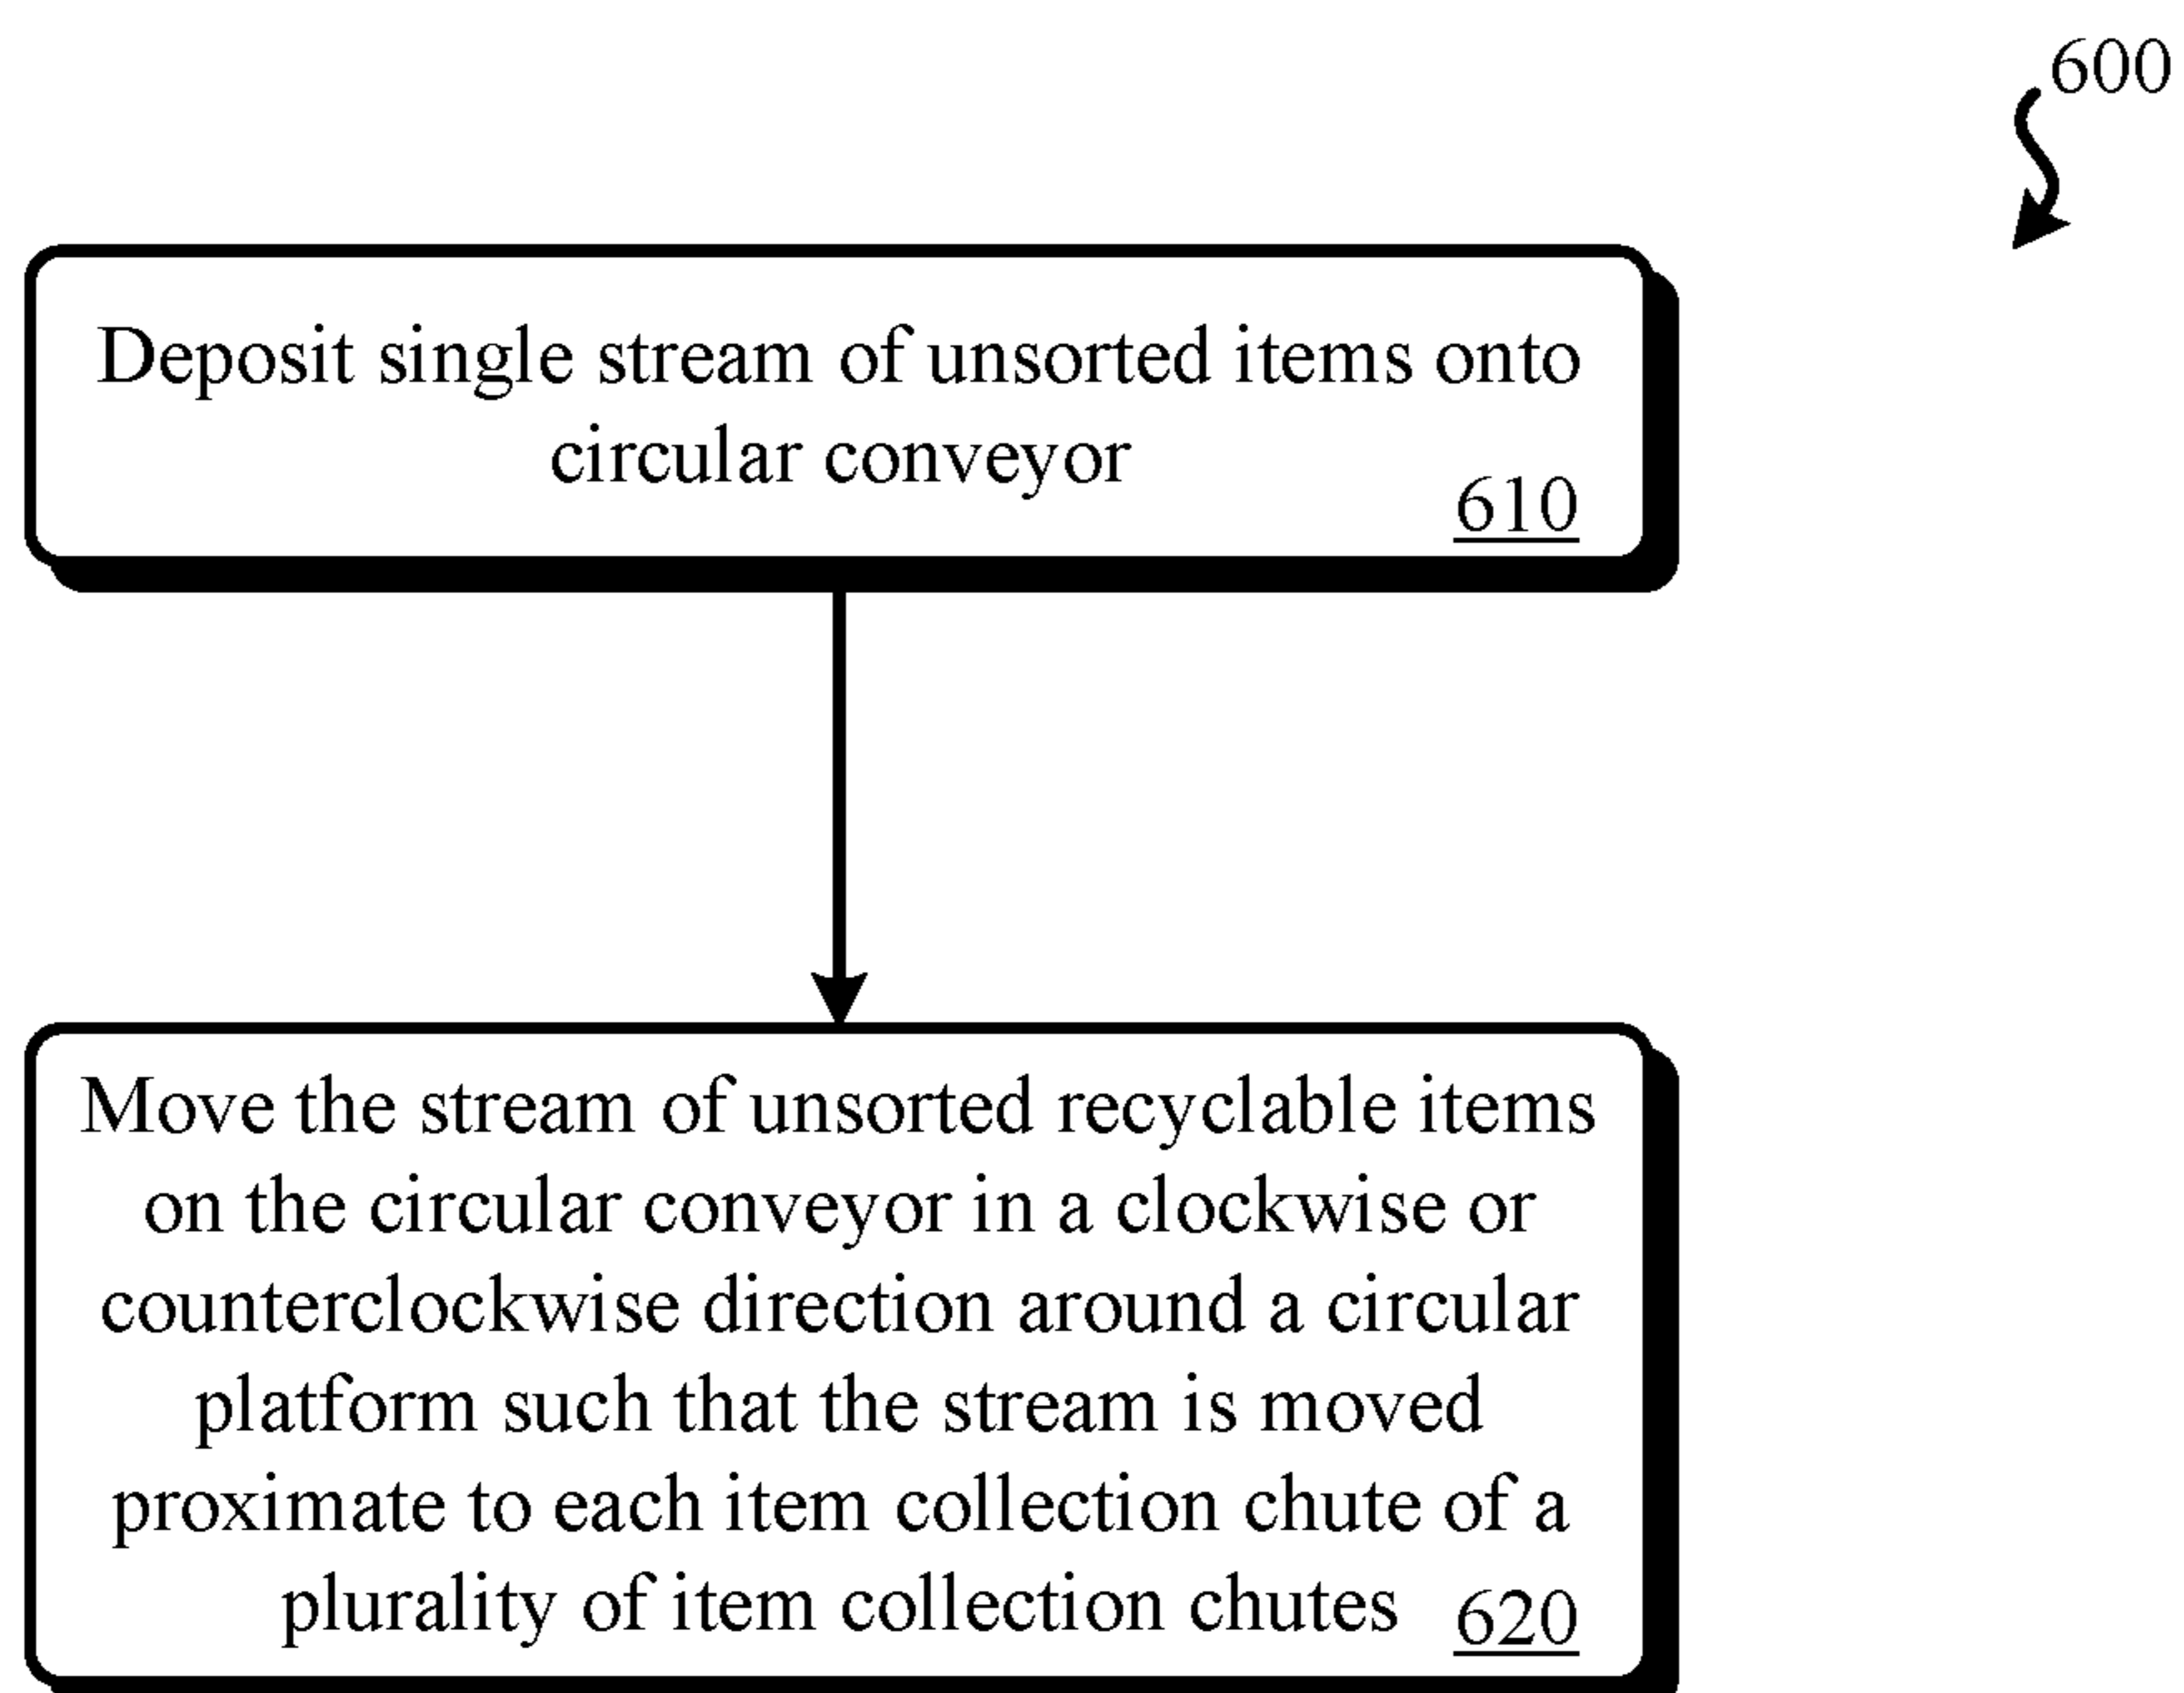 600
Deposit single stream of unsorted items onto
circular conveyor
610
Move the stream of unsorted recyclable items
on the circular conveyor in a clockwise or
counterclockwise direction around a circular
platform such that the stream is moved
proximate to each item collection chute of a
plurality of item collection chutes 620